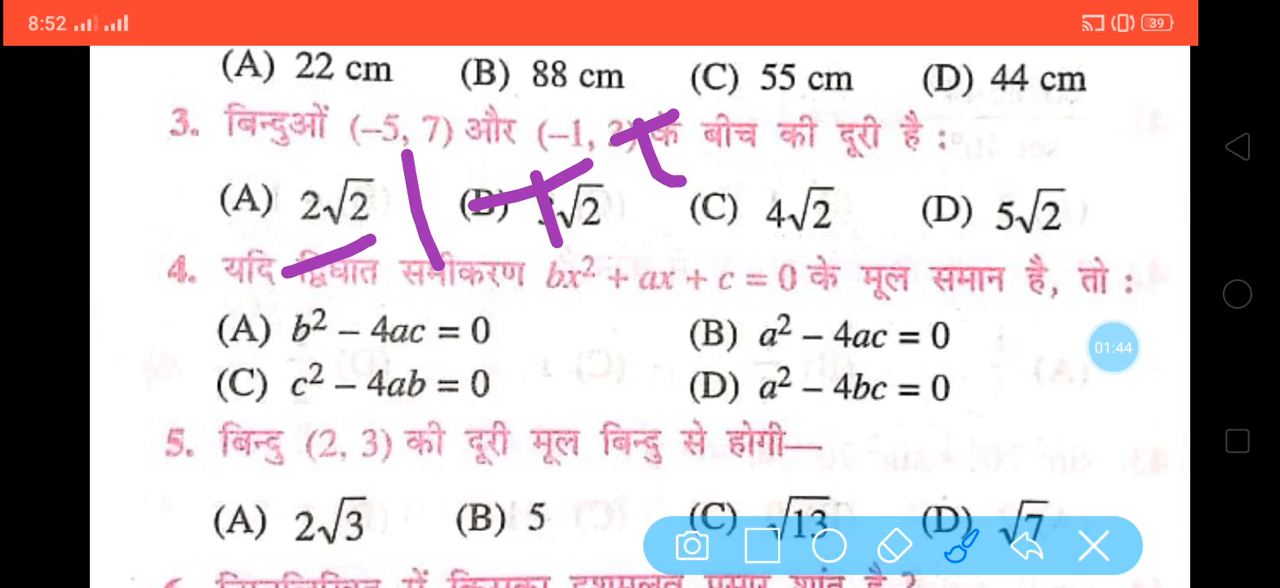 8:52 39
(A) 22 cm (B) 88 cm (C) 55 cm (D) 44 cm
3. बिन्दुओं (–5, 7) और (–1, के बीच की दूरी है :
(A) 2√2 (B) √2 (C) 4√2 (D) 5√2
4. यदि द्विघात समीकरण bx² + ax + c = 0 के मूल समान है, तो :
(A) b² – 4ac = 0 (B) a² – 4ac = 0
01:44
(C) c² – 4ab = 0 (D) a² – 4bc = 0
5. बिन्दु (2, 3) की दूरी मूल बिन्दु से होगी—
(A) 2√3 (B) 5 (C) √13 (D) √7